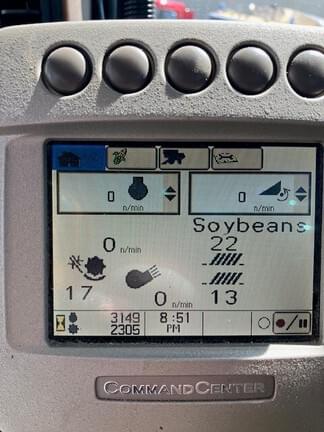 0 n/min
0 n/min
Soybeans
0 n/min
22
17
0 n/min
13
3149
2305
8:51
PM
COMMANDCENTER